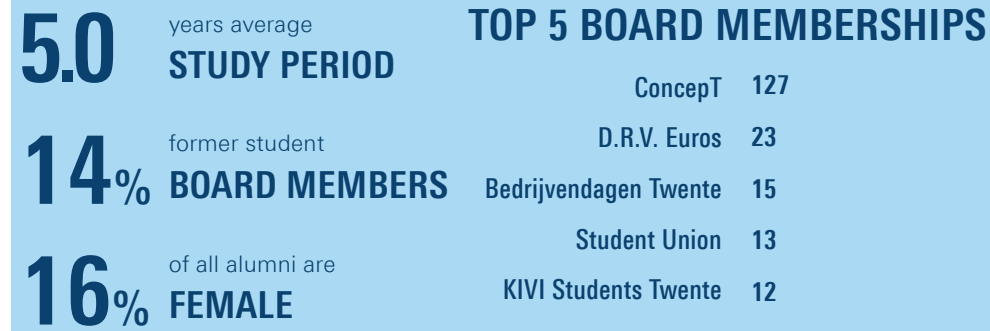 5.0 years average
STUDY PERIOD
14% former student
BOARD MEMBERS
16% of all alumni are
FEMALE
TOP 5 BOARD MEMBERSHIPS
ConcepT 127
D.R.V. Euros 23
Bedrijvendagen Twente 15
Student Union 13
KIVI Students Twente 12